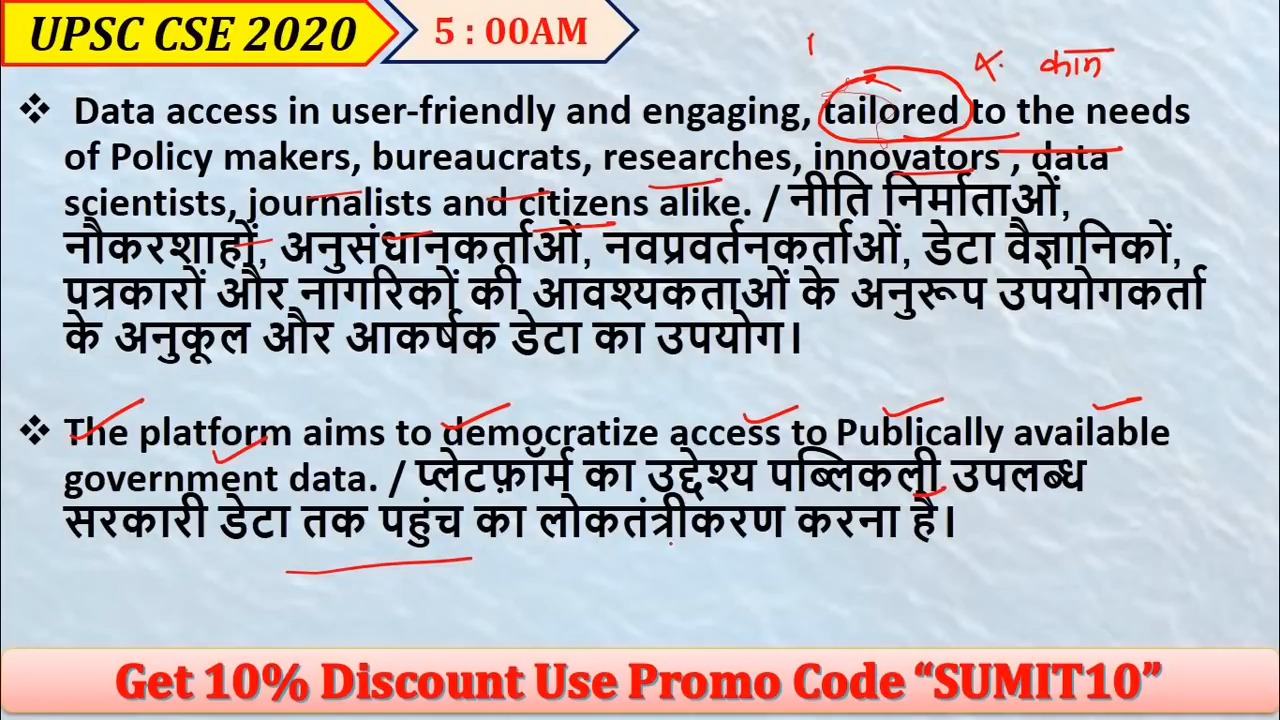 UPSC CSE 2020
5 : 00AM
❖ Data access in user-friendly and engaging, tailored to the needs
of Policy makers, bureaucrats, researches, innovators , data
scientists, journalists and citizens alike. / नीति निर्माताओं,
नौकरशाहों, अनुसंधानकर्ताओं, नवप्रवर्तनकर्ताओं, डेटा वैज्ञानिकों,
पत्रकारों और नागरिकों की आवश्यकताओं के अनुरूप उपयोगकर्ता
के अनुकूल और आकर्षक डेटा का उपयोग।
❖ The platform aims to democratize access to Publically available
government data. / प्लेटफ़ॉर्म का उद्देश्य पब्लिकली उपलब्ध
सरकारी डेटा तक पहुंच का लोकतंत्रीकरण करना है।
Get 10% Discount Use Promo Code “SUMIT10”